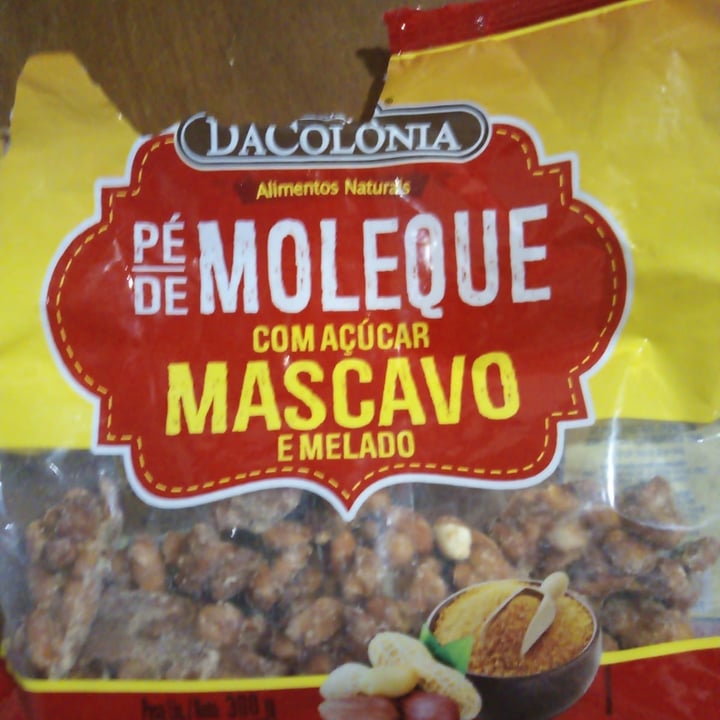 DACOLONIA
Alimentos Naturais
PÉ DE MOLEQUE
COM AÇÚCAR
MASCAVO
E MELADO